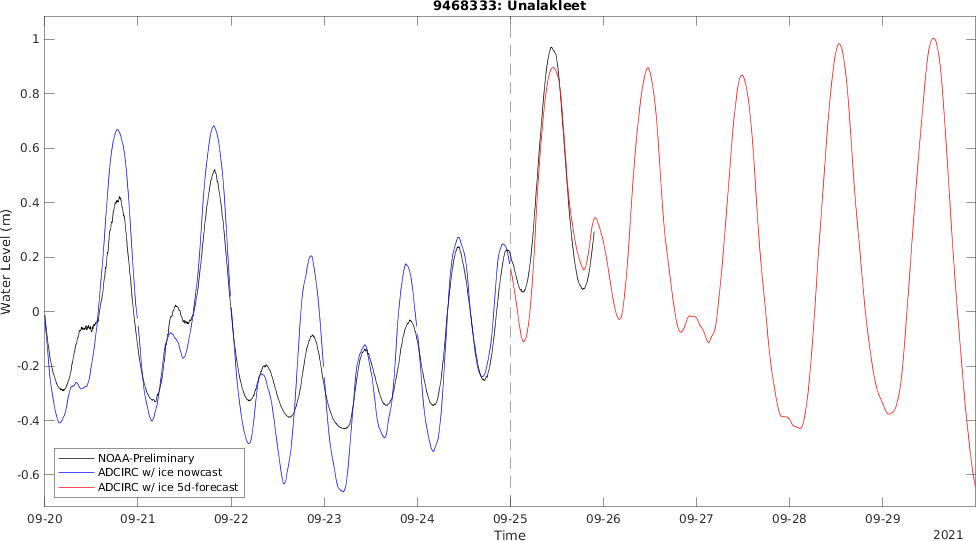 9468333: Unalakleet
Water Level (m)
1
0.8
0.6
0.4
0.2
0
-0.2
-0.4
-0.6
NOAA-Preliminary
ADCIRC w/ ice nowcast
ADCIRC w/ ice 5d-forecast
09-20 09-21 09-22 09-23 09-24 09-25 09-26 09-27 09-28 09-29
Time
2021